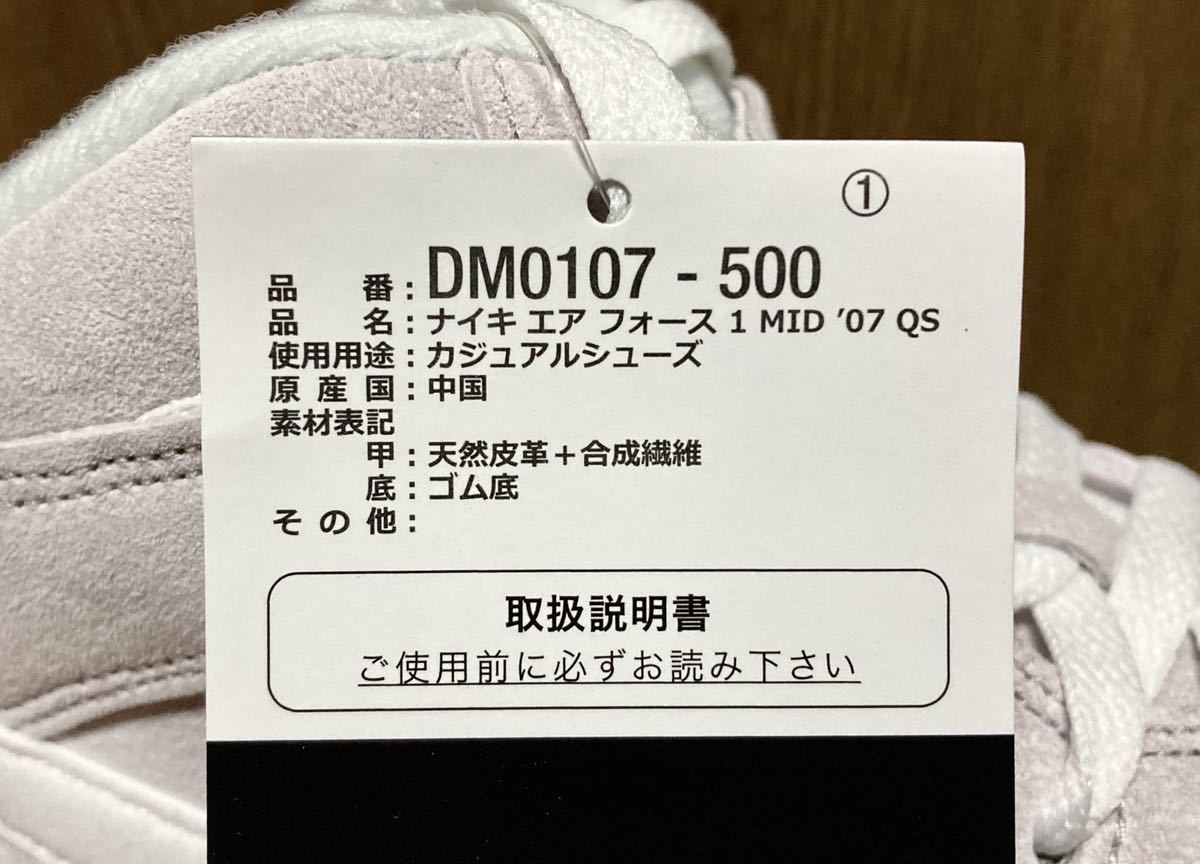 ①
品番：DM0107 - 500
品名：ナイキ エア フォース 1 MID ’07 QS
使用用途：カジュアルシューズ
原産国：中国
素材表記
甲：天然皮革＋合成繊維
底：ゴム底
その他：
取扱説明書
ご使用前に必ずお読み下さい